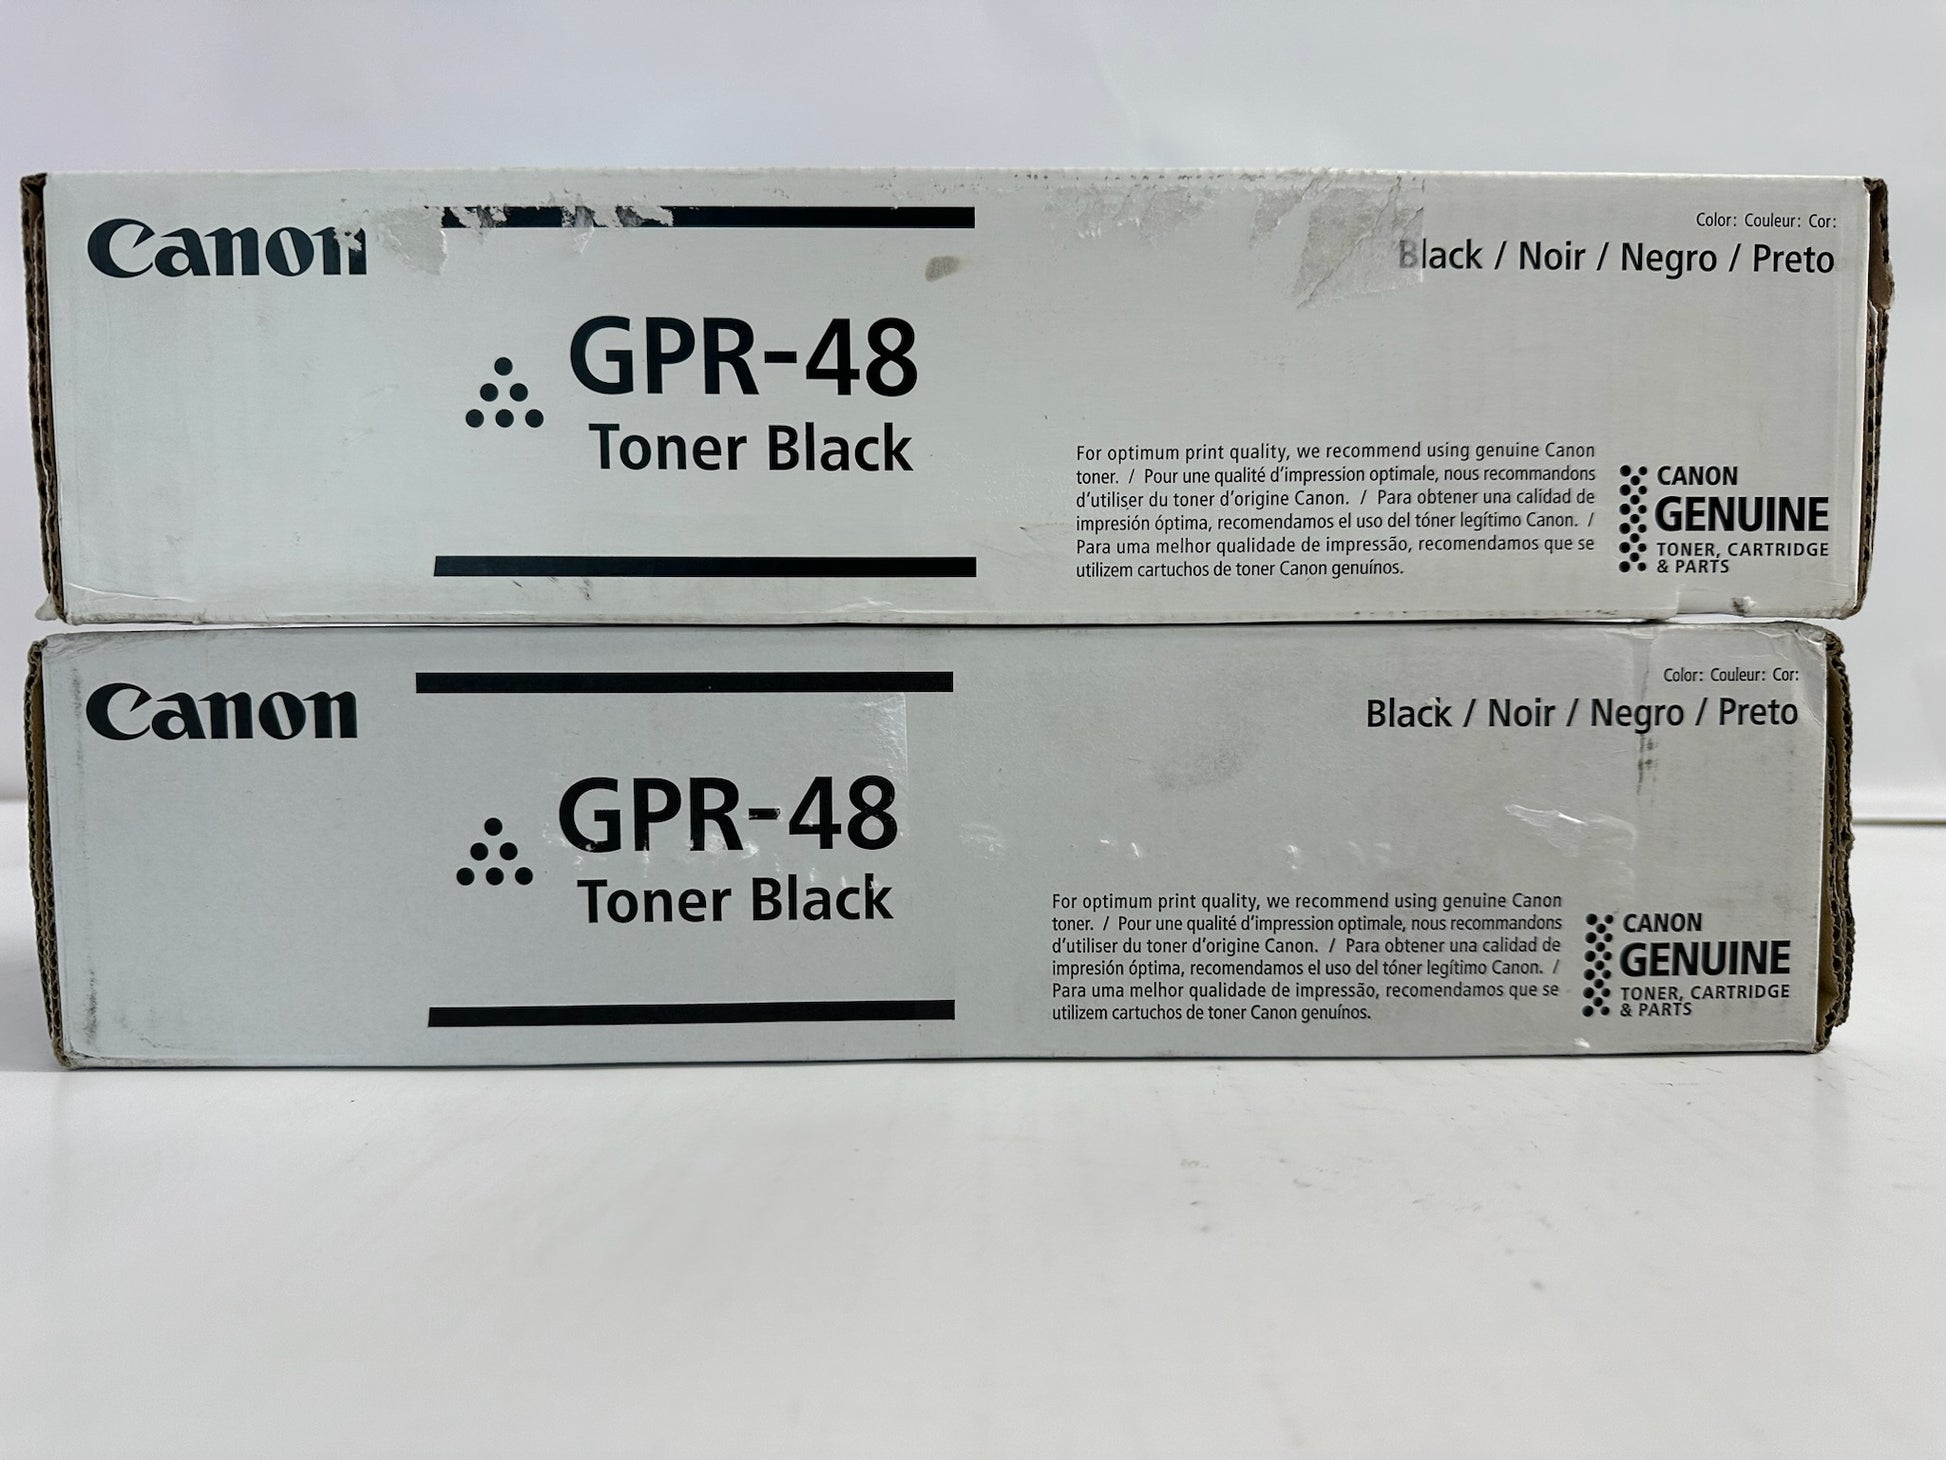 Canon
GPR-48
Toner Black
Color: Couleur: Cor:
Black / Noir / Negro / Preto
For optimum print quality, we recommend using genuine Canon
toner. / Pour une qualité d'impression optimale, nous recommandons
d'utiliser du toner d'origine Canon. / Para obtener una calidad de
impresión óptima, recomendamos el uso del tóner legítimo Canon. /
Para uma melhor qualidade de impressão, recomendamos que se
utilizem cartuchos de toner Canon genuínos.
CANON
GENUINE
TONER, CARTRIDGE
& PARTS
Canon
GPR-48
Toner Black
Color: Couleur: Cor:
Black / Noir / Negro / Preto
For optimum print quality, we recommend using genuine Canon
toner. / Pour une qualité d'impression optimale, nous recommandons
d'utiliser du toner d'origine Canon. / Para obtener una calidad de
impresión óptima, recomendamos el uso del tóner legítimo Canon. /
Para uma melhor qualidade de impressão, recomendamos que se
utilizem cartuchos de toner Canon genuínos.
CANON
GENUINE
TONER, CARTRIDGE
& PARTS